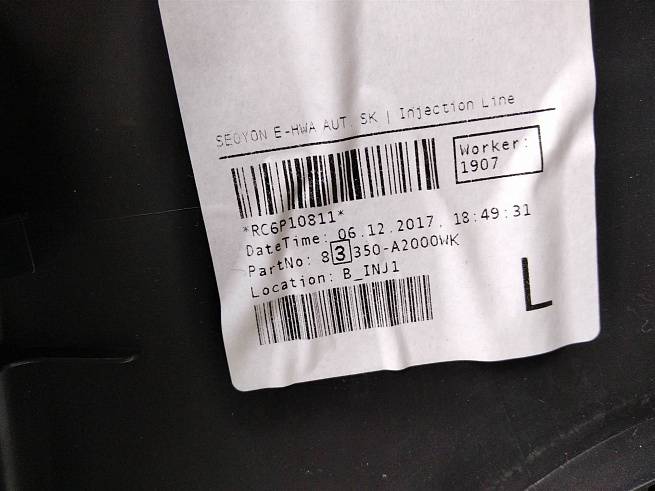 SEOYON E-HWA AUT. SK | Injection Line
Worker:
1907
*RC6P10811*
DateTime: 06.12.2017, 18:49:31
PartNo: 83350-A2000WK
Location: B_INJ1
L